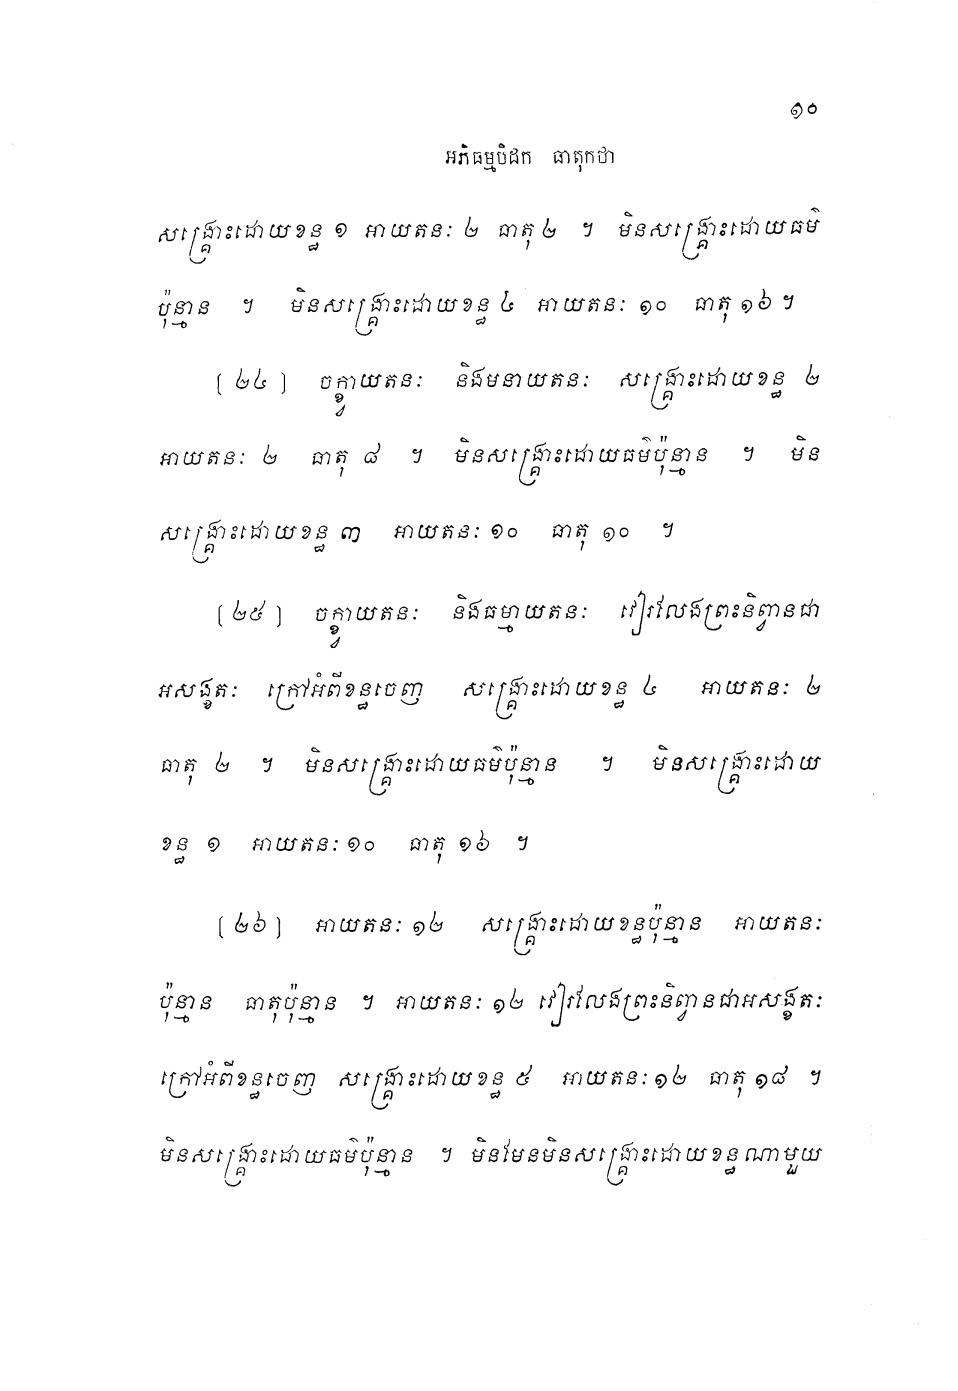 ១០
អភិធម្មបិដក ធាតុកថា
សង្គ្រោះដោយខន្ធ ១ អាយតនៈ ២ ធាតុ ២ ។ មិនសង្គ្រោះដោយធម៌
ប៉ុន្មាន ។ មិនសង្គ្រោះដោយខន្ធ ៤ អាយតនៈ ១០ ធាតុ ១៦ ។
[ ២៤ ] ចក្ខ្វាយតនៈ និងមនាយតនៈ សង្គ្រោះដោយខន្ធ ២
អាយតនៈ ២ ធាតុ ៨ ។ មិនសង្គ្រោះដោយធម៌ប៉ុន្មាន ។ មិន
សង្គ្រោះដោយខន្ធ ៣ អាយតនៈ ១០ ធាតុ ១០ ។
[ ២៥ ] ចក្ខ្វាយតនៈ និងធម្មាយតនៈ វៀរលែងព្រះនិព្វានជា
អសង្ខតៈ ក្រៅអំពីខន្ធចេញ សង្គ្រោះដោយខន្ធ ៤ អាយតនៈ ២
ធាតុ ២ ។ មិនសង្គ្រោះដោយធម៌ប៉ុន្មាន ។ មិនសង្គ្រោះដោយ
ខន្ធ ១ អាយតនៈ ១០ ធាតុ ១៦ ។
[ ២៦ ] អាយតនៈ ១២ សង្គ្រោះដោយខន្ធប៉ុន្មាន អាយតនៈ
ប៉ុន្មាន ធាតុប៉ុន្មាន ។ អាយតនៈ ១២ វៀរលែងព្រះនិព្វានជាអសង្ខតៈ
ក្រៅអំពីខន្ធចេញ សង្គ្រោះដោយខន្ធ ៥ អាយតនៈ ១២ ធាតុ ១៨ ។
មិនសង្គ្រោះដោយធម៌ប៉ុន្មាន ។ មិនមែនមិនសង្គ្រោះដោយខន្ធណាមួយ